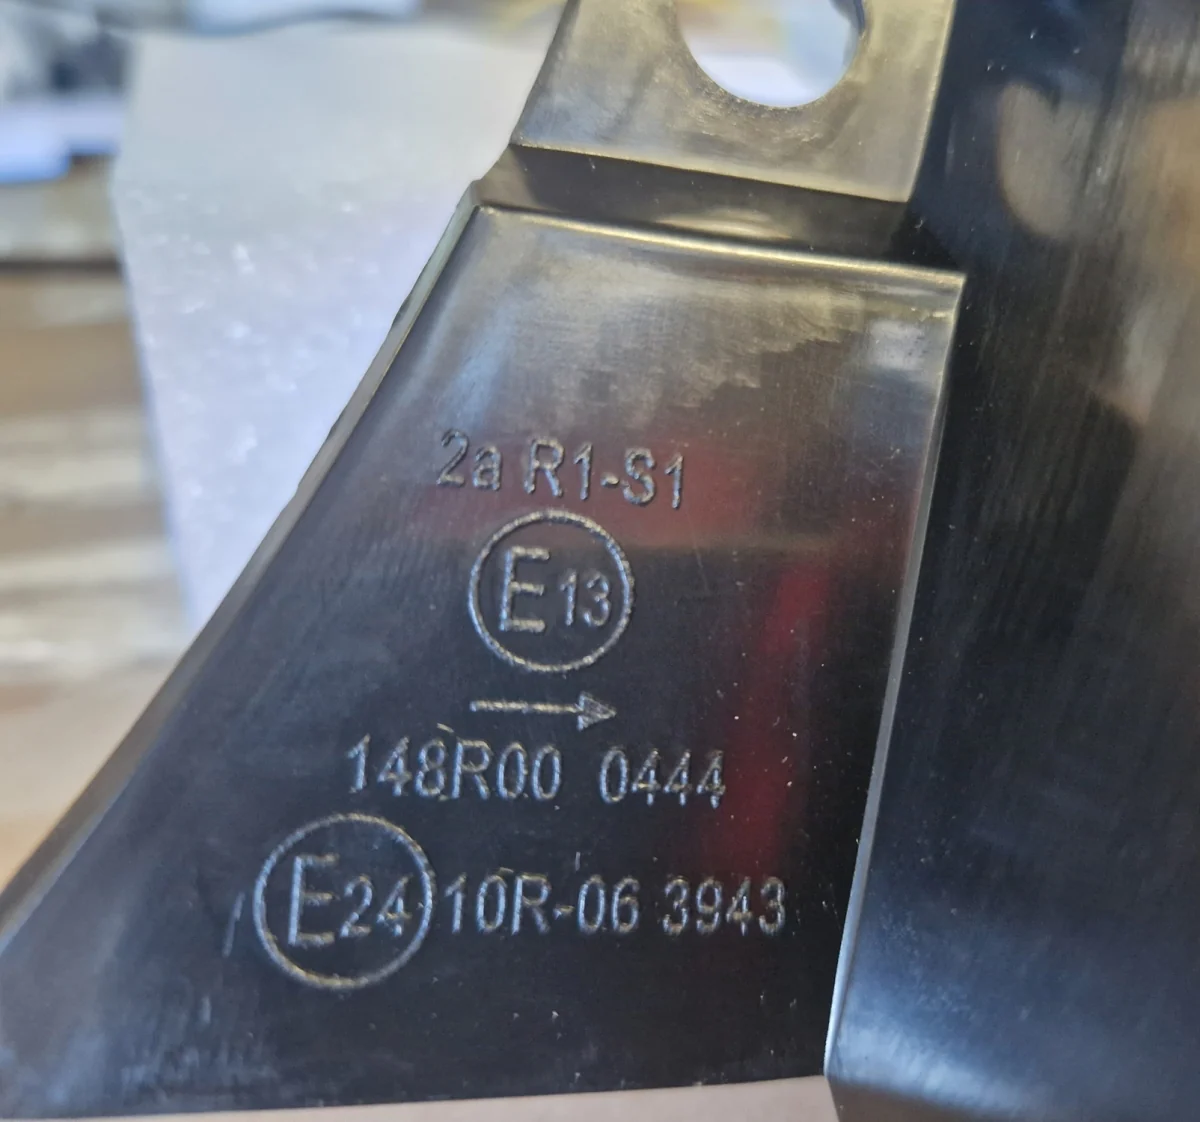 2a R1-S1
E13
→
148R00 0444
E24 10R-06 3943